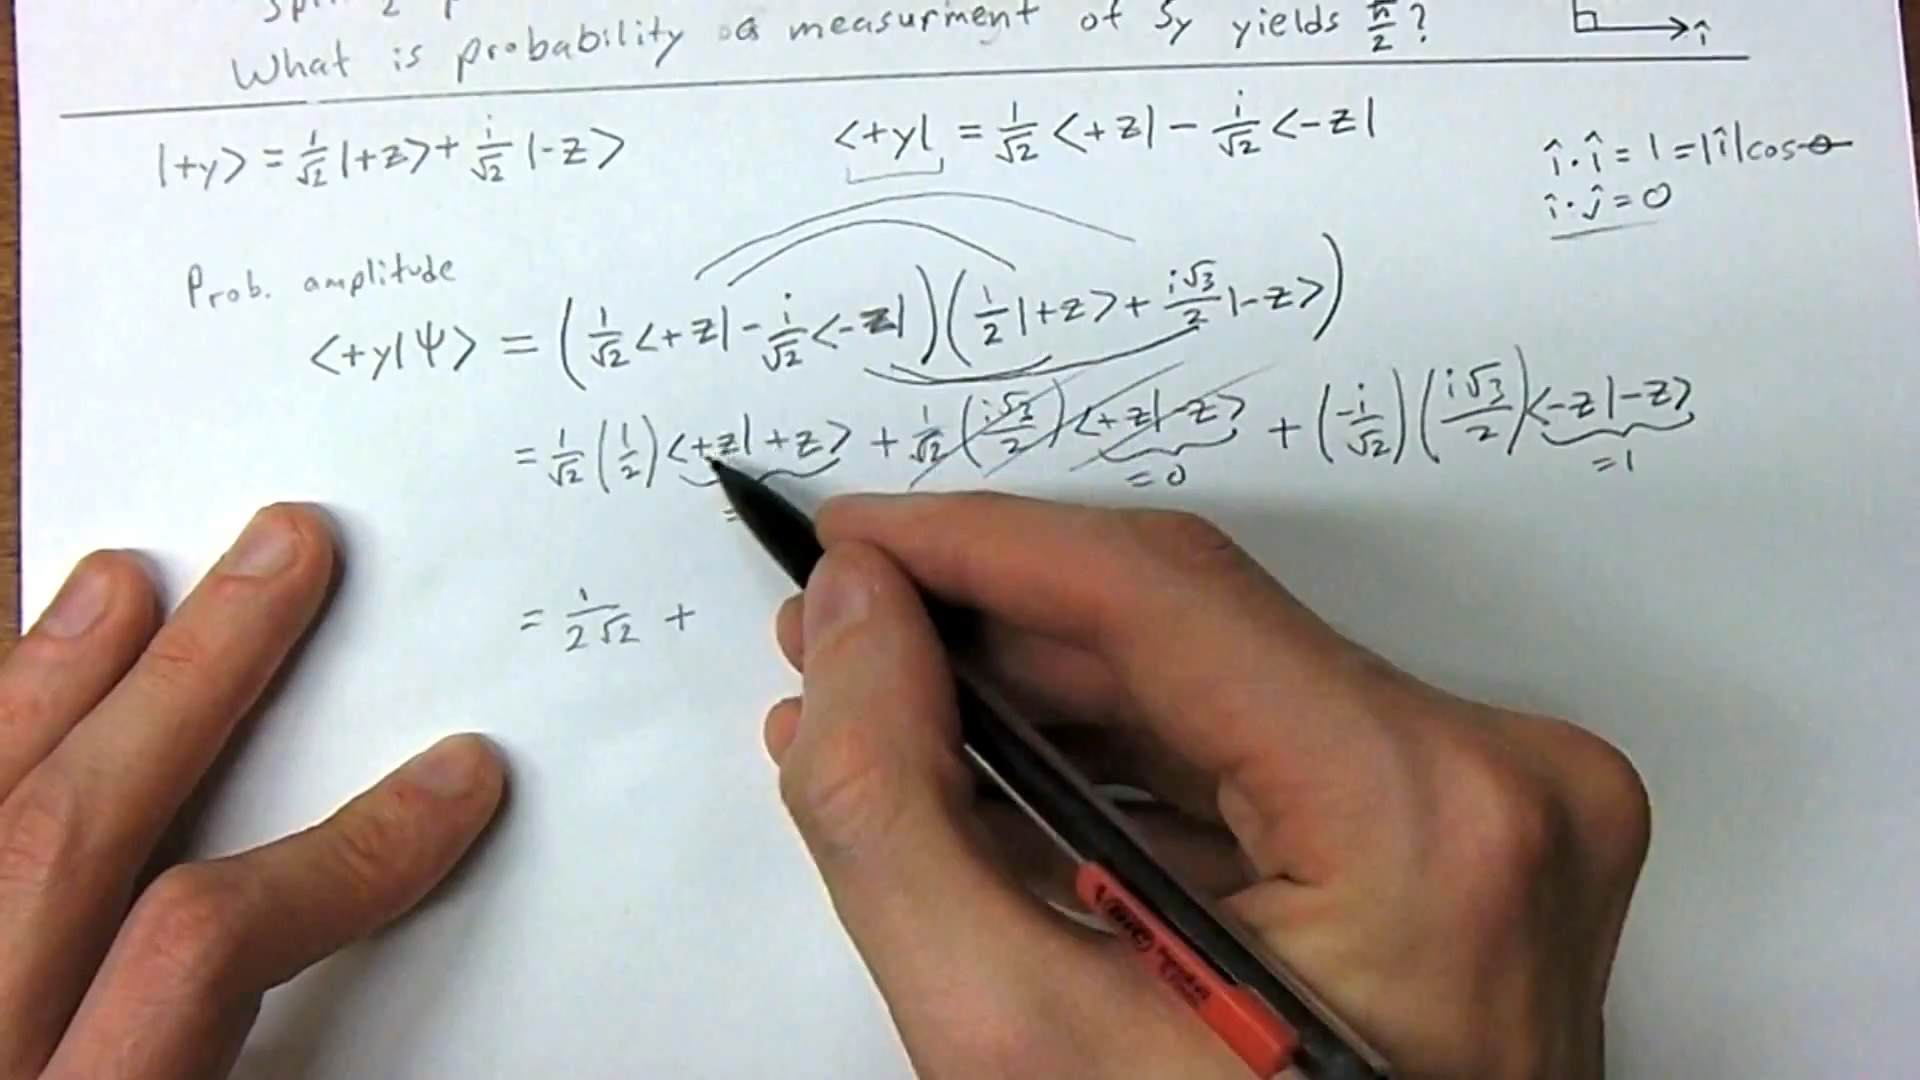 Spin
What is probability a measurment of Sy yields ħ/2?
î
|+y> = 1/√2 |+z> + i/√2 |-z>
<+y| = 1/√2 <+z| - i/√2 <-z|
î·î = 1 = |î|cosθ
î·ĵ = 0
Prob. amplitude
<+y|Ψ> = (1/√2 <+z| - i/√2 <-z|)(1/2 |+z> + i√3/2 |-z>)
= 1/√2 (1/2) <+z|+z> + 1/√2 (i√3/2) <+z|-z> + (-i/√2)(i√3/2) <-z|-z>
= =0 =1
= 1/2√2 +